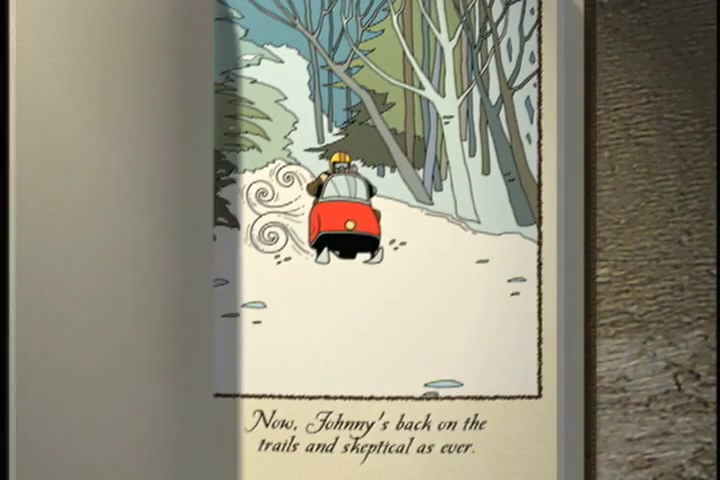 Now, Johnny's back on the
trails and skeptical as ever.